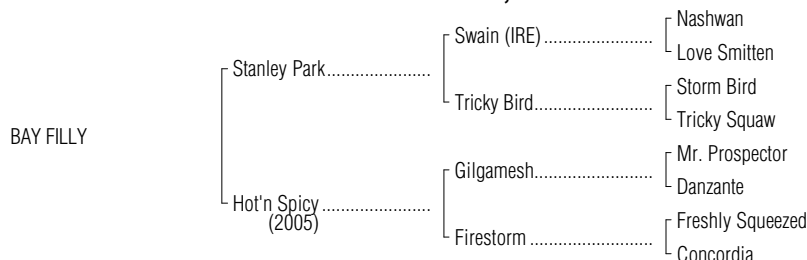 Nashwan
Swain (IRE)........................
Love Smitten
Stanley Park.......................
Storm Bird
Tricky Bird..........................
Tricky Squaw
BAY FILLY
Mr. Prospector
Gilgamesh..........................
Danzante
Hot'n Spicy ........................
(2005)
Freshly Squeezed
Firestorm ...........................
Concordia